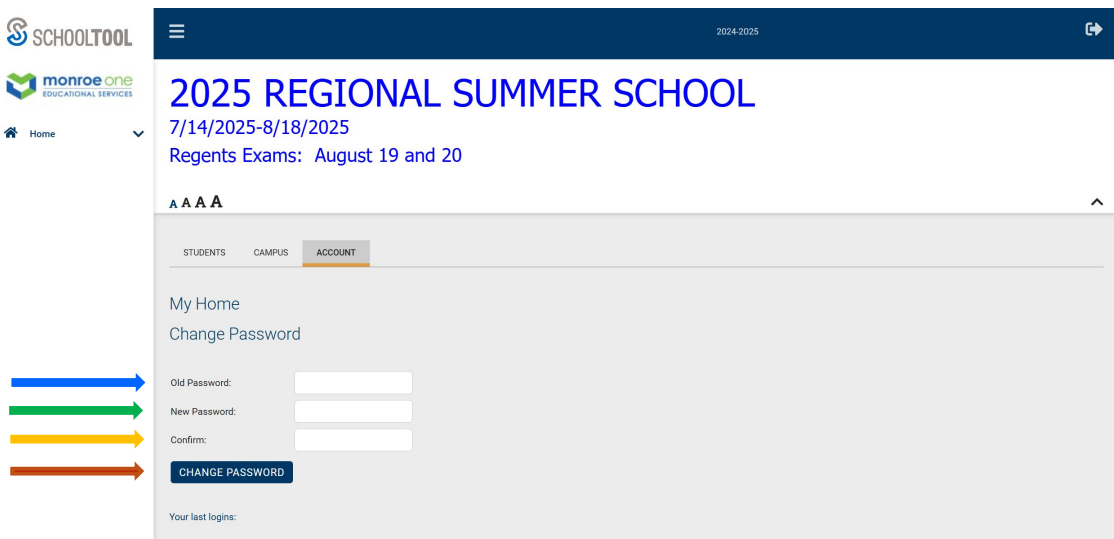 SCHOOLTOOL
2024-2025
monroe one
EDUCATIONAL SERVICES
Home
2025 REGIONAL SUMMER SCHOOL
7/14/2025-8/18/2025
Regents Exams: August 19 and 20
A A A A
STUDENTS CAMPUS ACCOUNT
My Home
Change Password
Old Password:
New Password:
Confirm:
CHANGE PASSWORD
Your last logins: